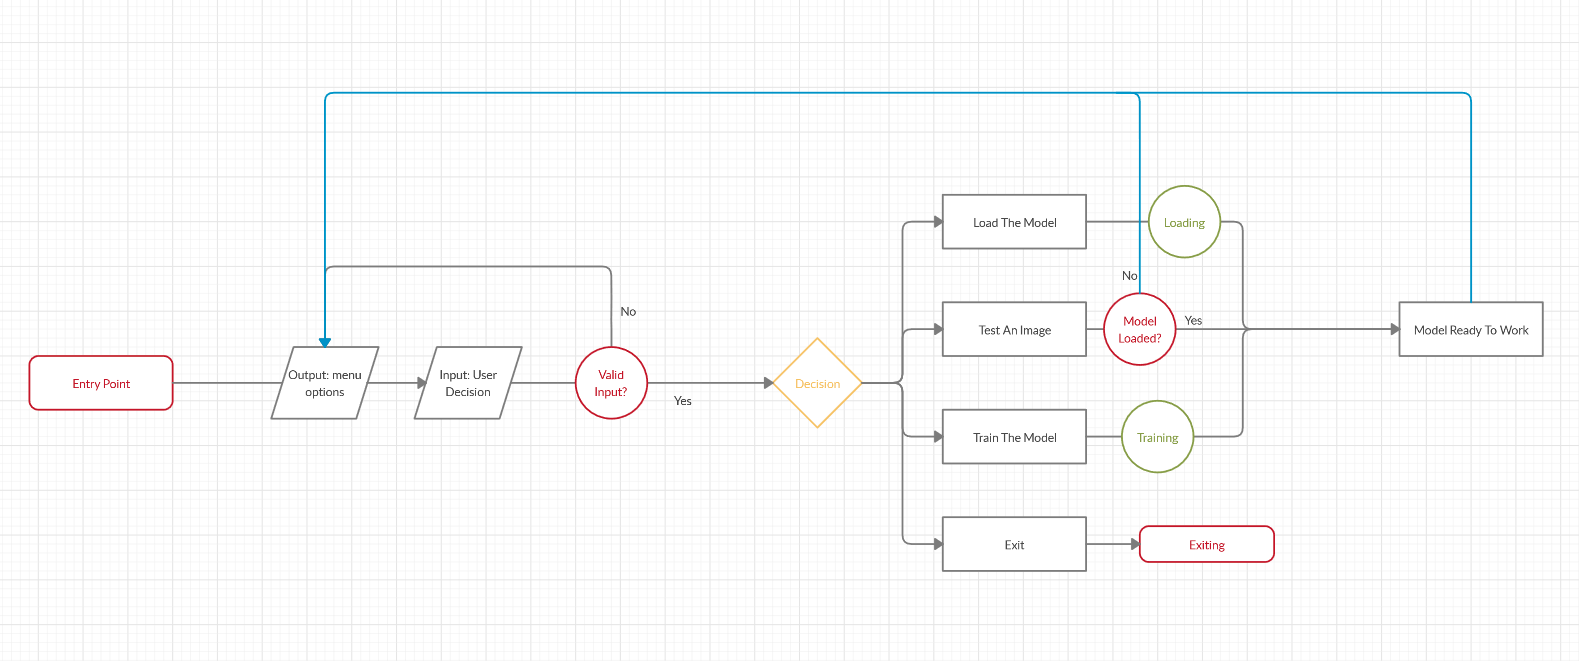 Entry Point
Output: menu
options
Input: User
Decision
Valid
Input?
No
Yes
Decision
Load The Model
Loading
No
Test An Image
Model
Loaded?
Yes
Model Ready To Work
Train The Model
Training
Exit
Exiting